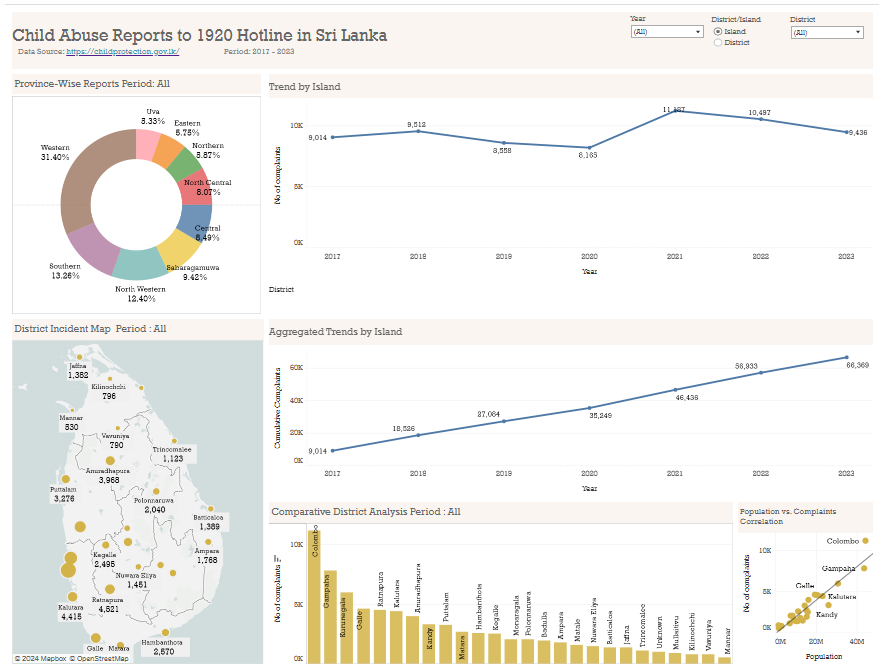 Child Abuse Reports to 1920 Hotline in Sri Lanka
Data Source: https://childprotection.gov.lk/ Period: 2017 - 2023
Year
(All)
District/Island
Island
District
District
(All)
Province-Wise Reports Period: All
Uva
5.33%
Eastern
5.75%
Northern
5.87%
North Central
8.07%
Central
8.49%
Sabaragamuwa
9.42%
North Western
12.40%
Southern
13.26%
Western
31.40%
Trend by Island
No of complaints
10K
5K
0K
9,014
9,512
8,558
8,165
11,187
10,497
9,436
2017 2018 2019 2020 2021 2022 2023
Year
District
District Incident Map Period : All
Jaffna
1,382
Kilinochchi
796
Mannar
530
Vavuniya
790
Trincomalee
1,123
Anuradhapura
3,968
Puttalam
3,276
Polonnaruwa
2,040
Batticaloa
1,389
Ampara
1,768
Kegalle
2,495
Nuwara Eliya
1,451
Ratnapura
4,521
Kalutara
4,415
Galle Matara
Hambanthota
2,570
© 2024 Mapbox © OpenStreetMap
Aggregated Trends by Island
Cumulative Complaints
60K
40K
20K
0K
9,014
18,526
27,084
35,249
46,436
56,933
66,369
2017 2018 2019 2020 2021 2022 2023
Year
Comparative District Analysis Period : All
No of complaints
10K
5K
0K
Colombo
Gampaha
Kurunegala
Galle
Ratnapura
Kalutara
Anuradhapura
Kandy
Puttalam
Matara
Hambanthota
Kegalle
Monaragala
Polonnaruwa
Badulla
Ampara
Matale
Nuwara Eliya
Batticaloa
Jaffna
Trincomalee
Unknown
Mullaitivu
Kilinochchi
Vavuniya
Mannar
Population vs. Complaints
Correlation
No of complaints
10K
5K
0K
Colombo
Gampaha
Galle
Kalutara
Kandy
0M 20M 40M
Population